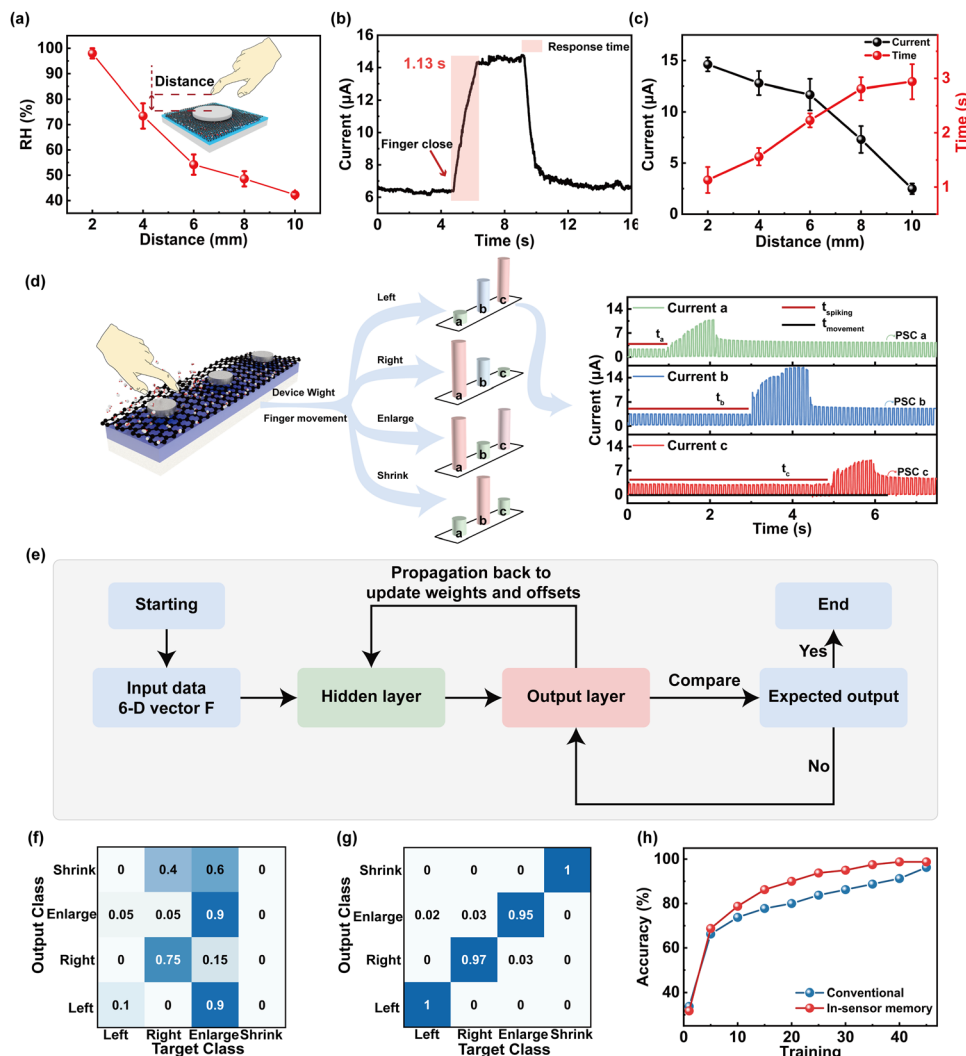 (a)
100
90
80
70
60
50
40
RH (%)
Distance
2 4 6 8 10
Distance (mm)
(b)
16
14
12
10
8
6
Current (μA)
Response time
1.13 s
Finger close
0 4 8 12 16
Time (s)
(c)
15
10
5
0
Current (μA)
Current
Time
3
2
1
Time (s)
2 4 6 8 10
Distance (mm)
(d)
Device Wight
Finger movement
Left
a b c
Right
a b c
Enlarge
a b c
Shrink
a b c
Current (μA)
14
7
0
Current a
tspiking
tmovement
ta
PSC a
14
7
0
Current b
tb
PSC b
14
7
0
Current c
tc
PSC c
0 2 4 6
Time (s)
(e)
Propagation back to
update weights and offsets
Starting
End
Yes
Input data
6-D vector F
Hidden layer
Output layer
Compare
Expected output
No
(f)
Output Class
Shrink 0 0.4 0.6 0
Enlarge 0.05 0.05 0.9 0
Right 0 0.75 0.15 0
Left 0.1 0 0.9 0
Left Right Enlarge Shrink
Target Class
(g)
Output Class
Shrink 0 0 0 1
Enlarge 0.02 0.03 0.95 0
Right 0 0.97 0.03 0
Left 1 0 0 0
Left Right Enlarge Shrink
Target Class
(h)
100
80
60
40
Accuracy (%)
Conventional
In-sensor memory
0 10 20 30 40
Training